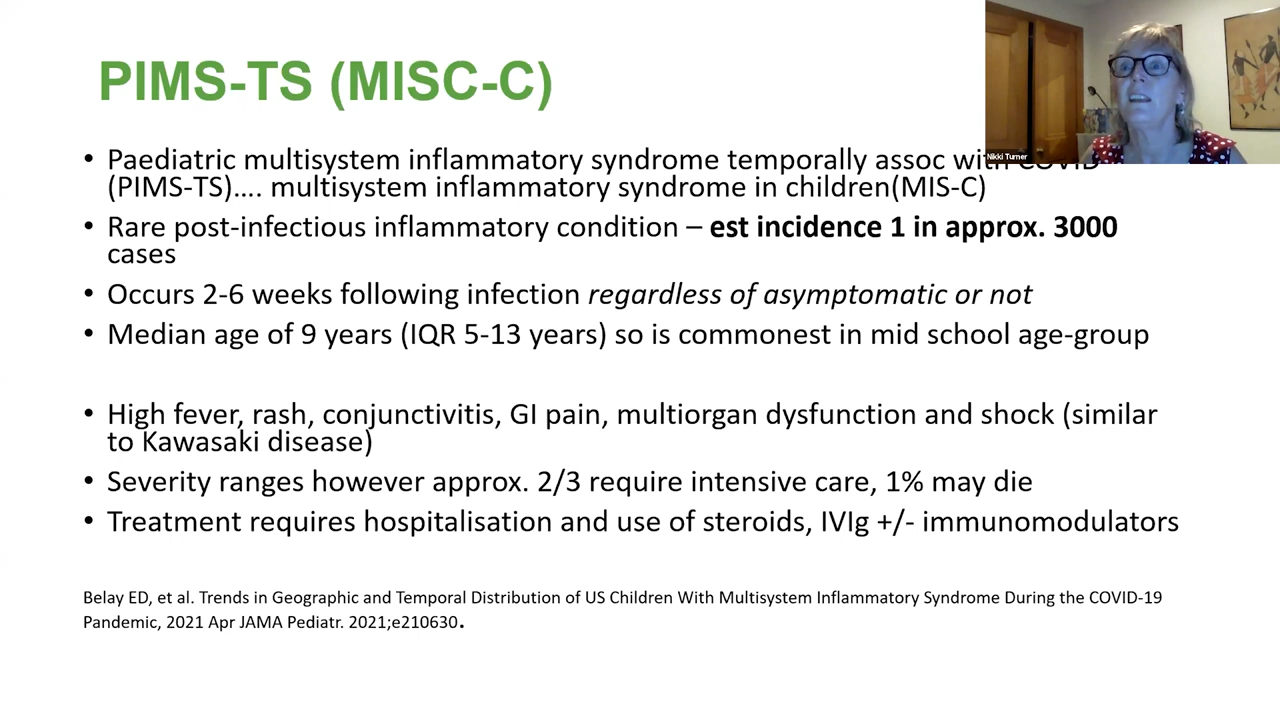 PIMS-TS (MISC-C)
• Paediatric multisystem inflammatory syndrome temporally assoc with COVID
(PIMS-TS)…. multisystem inflammatory syndrome in children(MIS-C)
• Rare post-infectious inflammatory condition – est incidence 1 in approx. 3000
cases
• Occurs 2-6 weeks following infection regardless of asymptomatic or not
• Median age of 9 years (IQR 5-13 years) so is commonest in mid school age-group
• High fever, rash, conjunctivitis, GI pain, multiorgan dysfunction and shock (similar
to Kawasaki disease)
• Severity ranges however approx. 2/3 require intensive care, 1% may die
• Treatment requires hospitalisation and use of steroids, IVIg +/- immunomodulators
Belay ED, et al. Trends in Geographic and Temporal Distribution of US Children With Multisystem Inflammatory Syndrome During the COVID-19
Pandemic, 2021 Apr JAMA Pediatr. 2021;e210630.
Nikki Turner